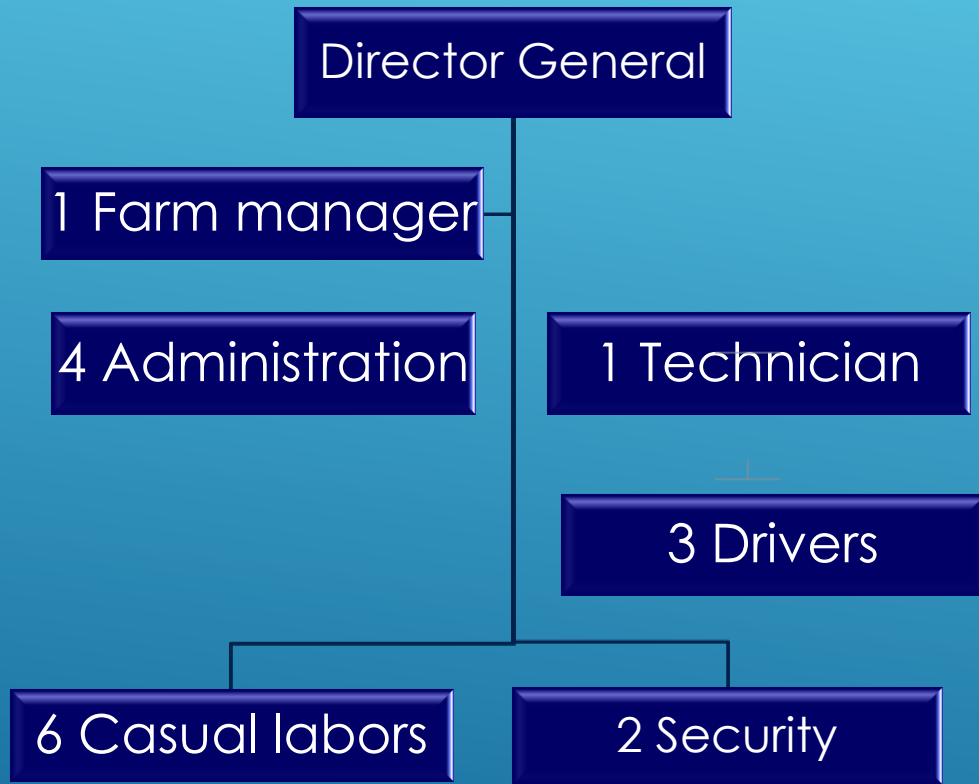 Director General
1 Farm manager
4 Administration
1 Technician
3 Drivers
6 Casual labors
2 Security